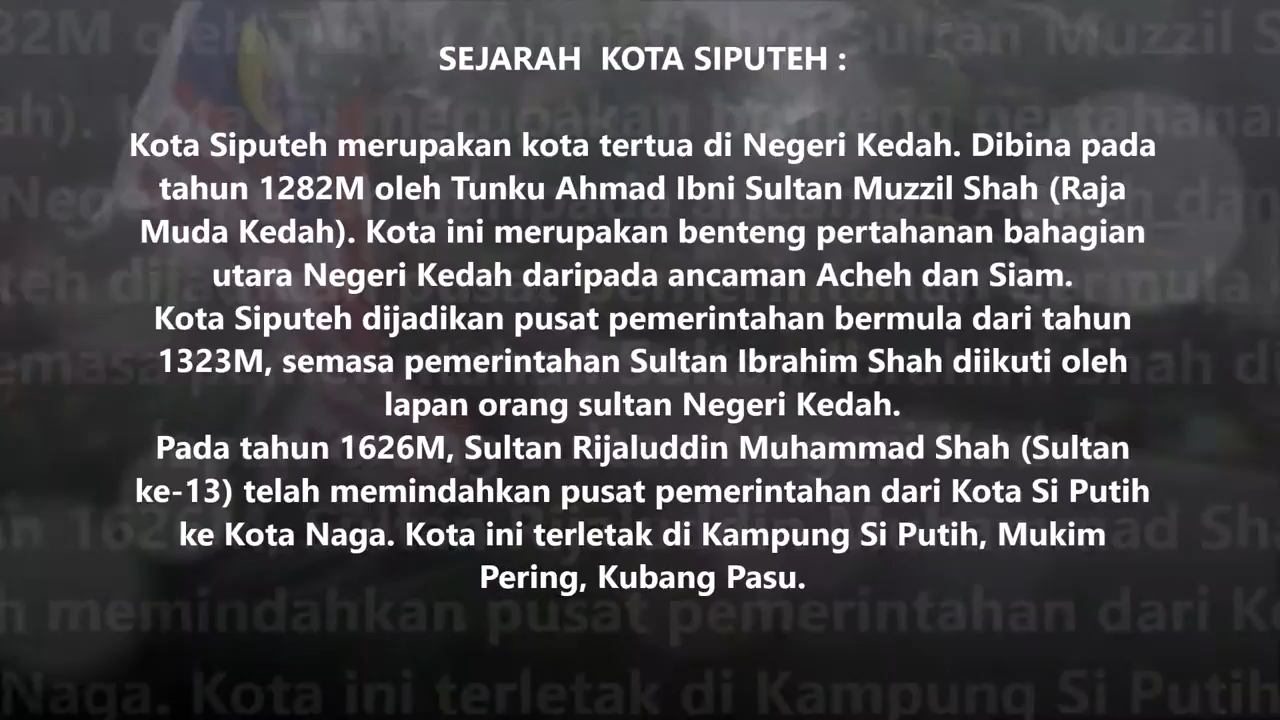 SEJARAH KOTA SIPUTEH :
Kota Siputeh merupakan kota tertua di Negeri Kedah. Dibina pada
tahun 1282M oleh Tunku Ahmad Ibni Sultan Muzzil Shah (Raja
Muda Kedah). Kota ini merupakan benteng pertahanan bahagian
utara Negeri Kedah daripada ancaman Acheh dan Siam.
Kota Siputeh dijadikan pusat pemerintahan bermula dari tahun
1323M, semasa pemerintahan Sultan Ibrahim Shah diikuti oleh
lapan orang sultan Negeri Kedah.
Pada tahun 1626M, Sultan Rijaluddin Muhammad Shah (Sultan
ke-13) telah memindahkan pusat pemerintahan dari Kota Si Putih
ke Kota Naga. Kota ini terletak di Kampung Si Putih, Mukim
Pering, Kubang Pasu.